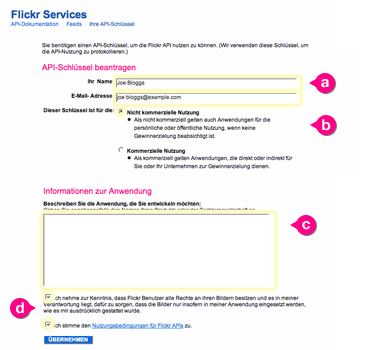 Flickr Services
API-Dokumentation Feeds Ihre API-Schlüssel
Sie benötigen einen API-Schlüssel, um die Flickr API nutzen zu können. (Wir verwenden diese Schlüssel, um
die API-Nutzung zu protokollieren.)
API-Schlüssel beantragen
Ihr Name
Joe Bloggs
a
E-Mail- Adresse
joe bloggs@example.com
Dieser Schlüssel ist für die:
Nicht kommerzielle Nutzung
b
Als nicht kommerziell gelten auch Anwendungen für die
persönliche oder öffentliche Nutzung, wenn keine
Gewinnerzielung beabsichtigt ist.
Kommerzielle Nutzung
Als kommerziell gelten Anwendungen, die direkt oder indirekt für
Sie oder Ihr Unternehmen zur Gewinnerzielung dienen.
Informationen zur Anwendung
Beschreiben Sie die Anwendung, die Sie entwickeln möchten:
c
d
ich nehme zur Kenntnis, dass Flickr Benutzer alle Rechte an ihren Bildern besitzen und es in meiner
Verantwortung liegt, dafür zu sorgen, dass die Bilder nur insofern in meiner Anwendung eingesetzt werden,
wie es mir ausdrücklich gestattet wurde.
Ich stimme den Nutzungsbedingungen für Flickr APIs zu.
ÜBERNEHMEN